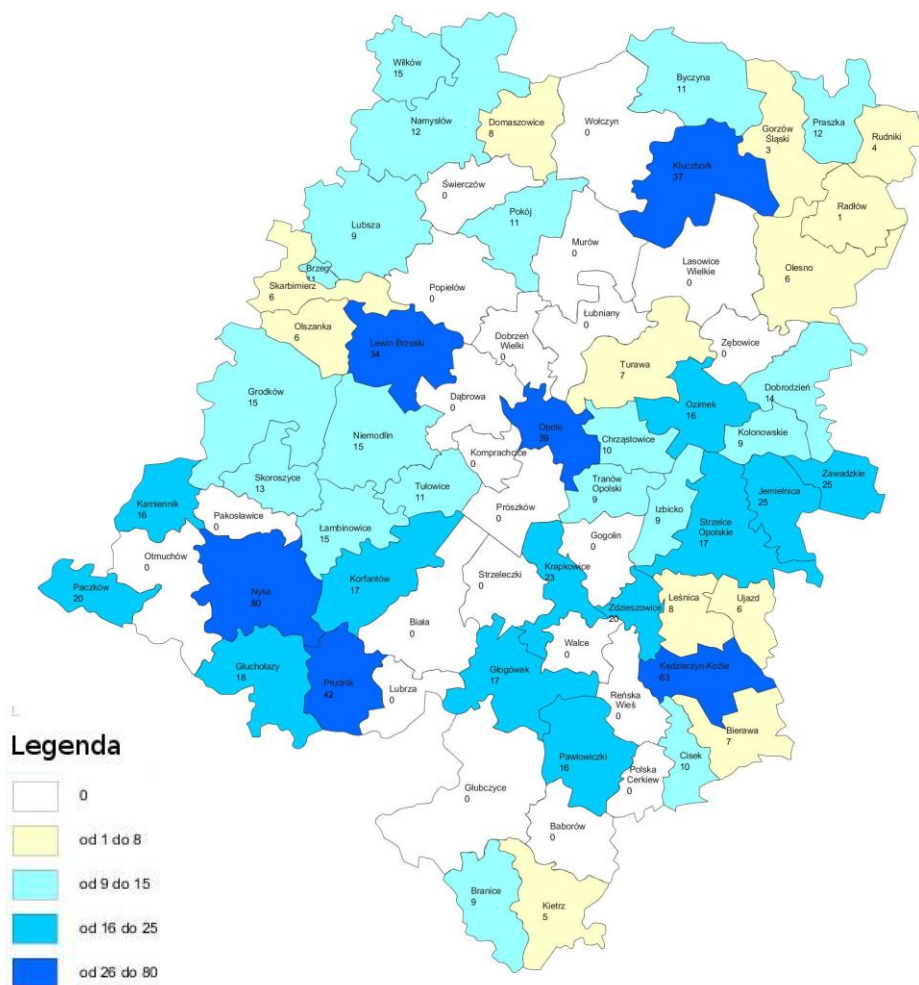 Wilków
15
Namysłów
12
Domaszowice
8
Wołczyn
0
Byczyna
11
Gorzów
Śląski
3
Praszka
12
Rudniki
4
Kluczbork
37
Świerczów
0
Radłów
1
Pokój
11
Lubsza
9
Murów
0
Lasowice
Wielkie
0
Olesno
6
Brzeg
11
Skarbimierz
6
Popielów
0
Łubniany
0
Olszanka
6
Lewin Brzeski
34
Dobrzeń
Wielki
0
Turawa
7
Zębowice
0
Grodków
15
Dąbrowa
0
Dobrodzień
14
Ozimek
16
Opole
39
Niemodlin
15
Chrząstowice
10
Kolonowskie
9
Komprachcice
0
Skoroszyce
13
Tułowice
11
Tranów
Opolski
9
Zawadzkie
25
Jemielnica
25
Kamiennik
16
Pakosławice
0
Prószków
0
Izbicko
9
Strzelce
Opolskie
17
Łambinowice
15
Gogolin
0
Otmuchów
0
Krapkowice
23
Paczków
20
Nysa
80
Korfantów
17
Strzeleczki
0
Leśnica
8
Ujazd
6
Zdzieszowice
20
Biała
0
Walce
0
Głuchołazy
18
Prudnik
42
Lubrza
0
Głogówek
17
Kędzierzyn-Koźle
63
Reńska
Wieś
0
Bierawa
7
Pawłowiczki
16
Cisek
10
Polska
Cerkiew
0
Głubczyce
0
Baborów
0
Branice
9
Kietrz
5
Legenda
0
od 1 do 8
od 9 do 15
od 16 do 25
od 26 do 80